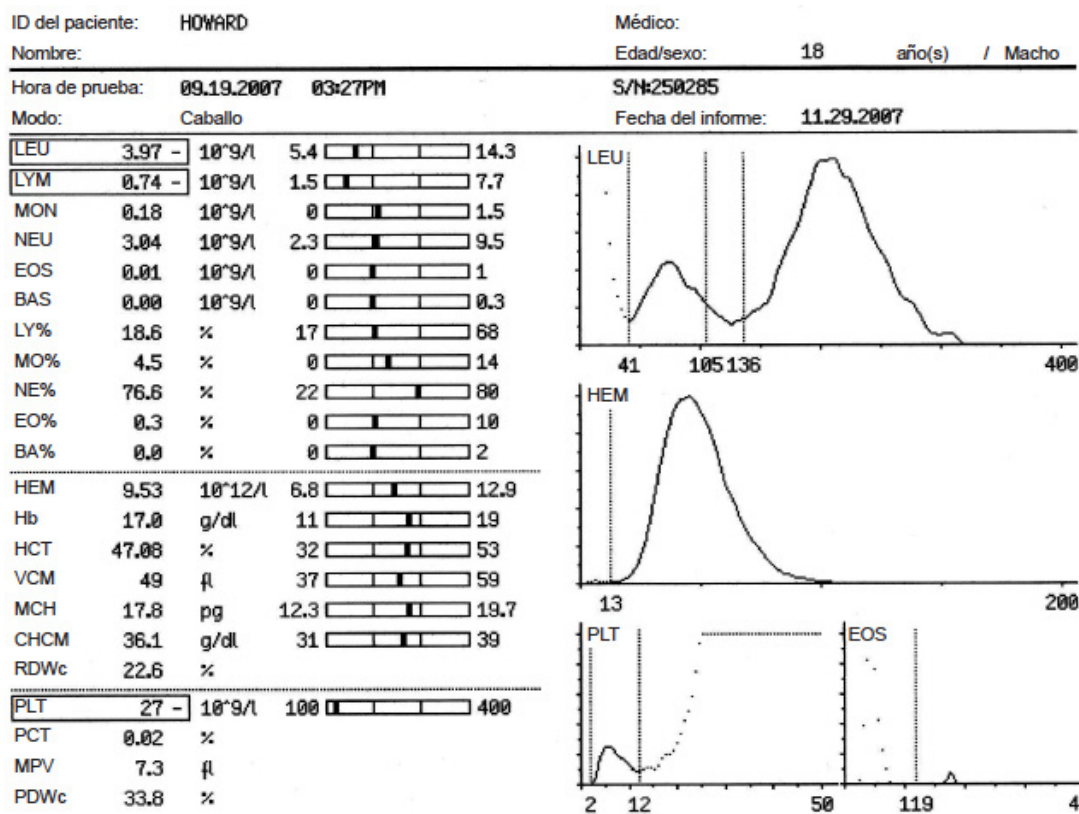 ID del paciente: HOWARD Médico:
Nombre: Edad/sexo: 18 año(s) / Macho
Hora de prueba: 09.19.2007 03:27PM S/N:250285
Modo: Caballo Fecha del informe: 11.29.2007
LEU 3.97 - 10^9/l 5.4 14.3
LYM 0.74 - 10^9/l 1.5 7.7
MON 0.18 10^9/l 0 1.5
NEU 3.04 10^9/l 2.3 9.5
EOS 0.01 10^9/l 0 1
BAS 0.00 10^9/l 0 0.3
LY% 18.6 % 17 68
MO% 4.5 % 0 14
NE% 76.6 % 22 80
EO% 0.3 % 0 10
BA% 0.0 % 0 2
HEM 9.53 10^12/l 6.8 12.9
Hb 17.0 g/dl 11 19
HCT 47.08 % 32 53
VCM 49 fl 37 59
MCH 17.8 pg 12.3 19.7
CHCM 36.1 g/dl 31 39
RDWc 22.6 %
PLT 27 - 10^9/l 100 400
PCT 0.02 %
MPV 7.3 fl
PDWc 33.8 %
LEU
41 105 136 400
HEM
13 200
PLT EOS
2 12 50 119 4